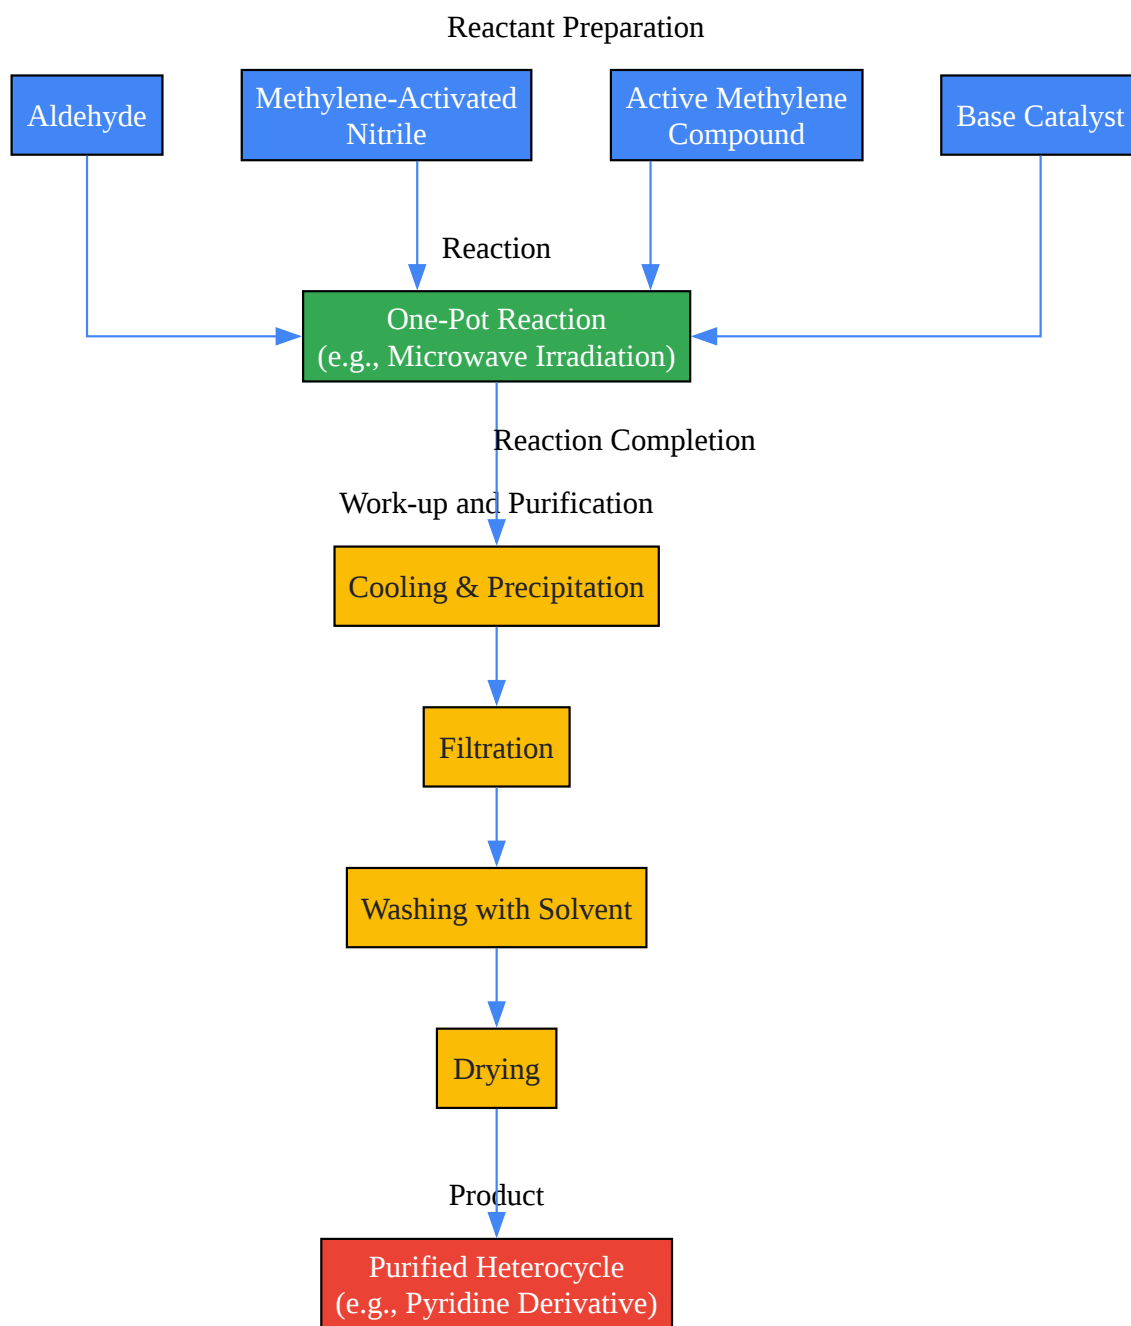 Reactant Preparation
Aldehyde
Methylene-Activated
Nitrile
Active Methylene
Compound
Base Catalyst
Reaction
One-Pot Reaction
(e.g., Microwave Irradiation)
Reaction Completion
Work-up and Purification
Cooling & Precipitation
Filtration
Washing with Solvent
Drying
Product
Purified Heterocycle
(e.g., Pyridine Derivative)